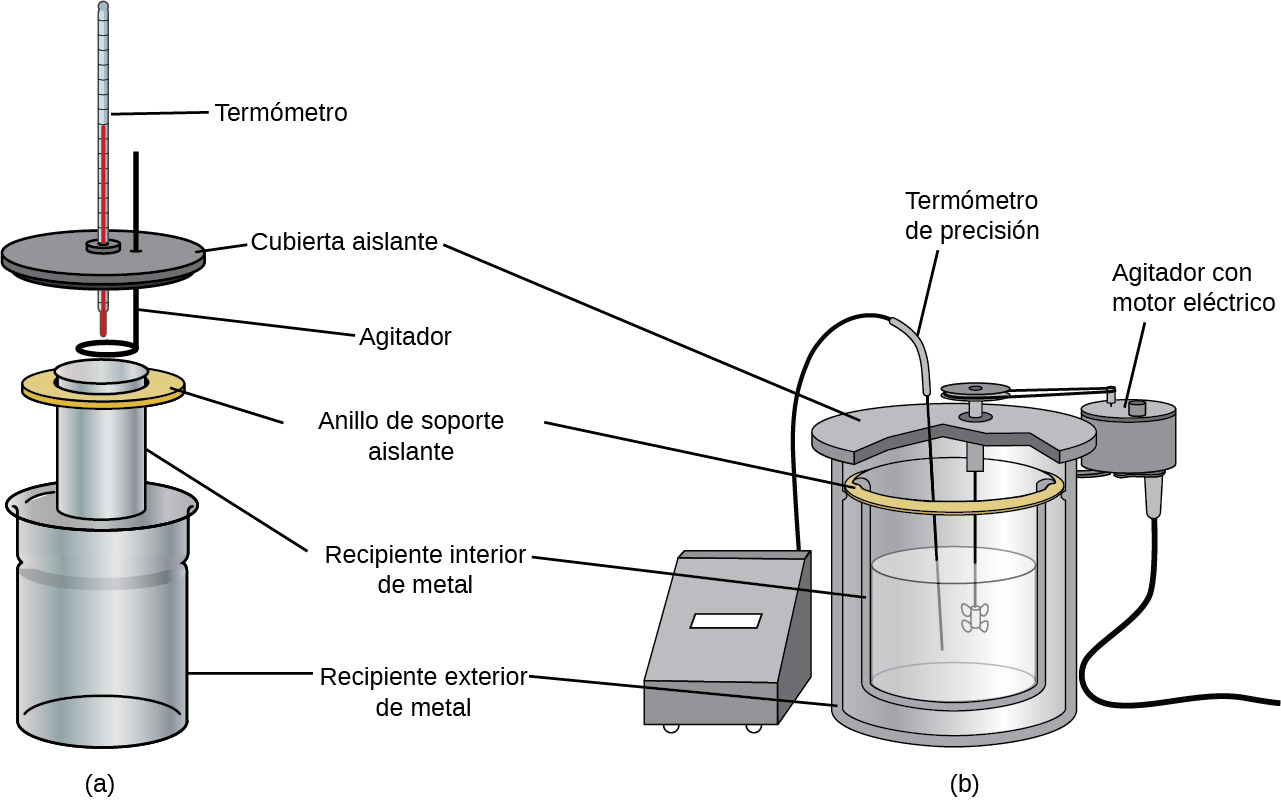 Termómetro
Cubierta aislante
Agitador
Anillo de soporte
aislante
Recipiente interior
de metal
Recipiente exterior
de metal
(a)
Termómetro
de precisión
Agitador con
motor eléctrico
(b)